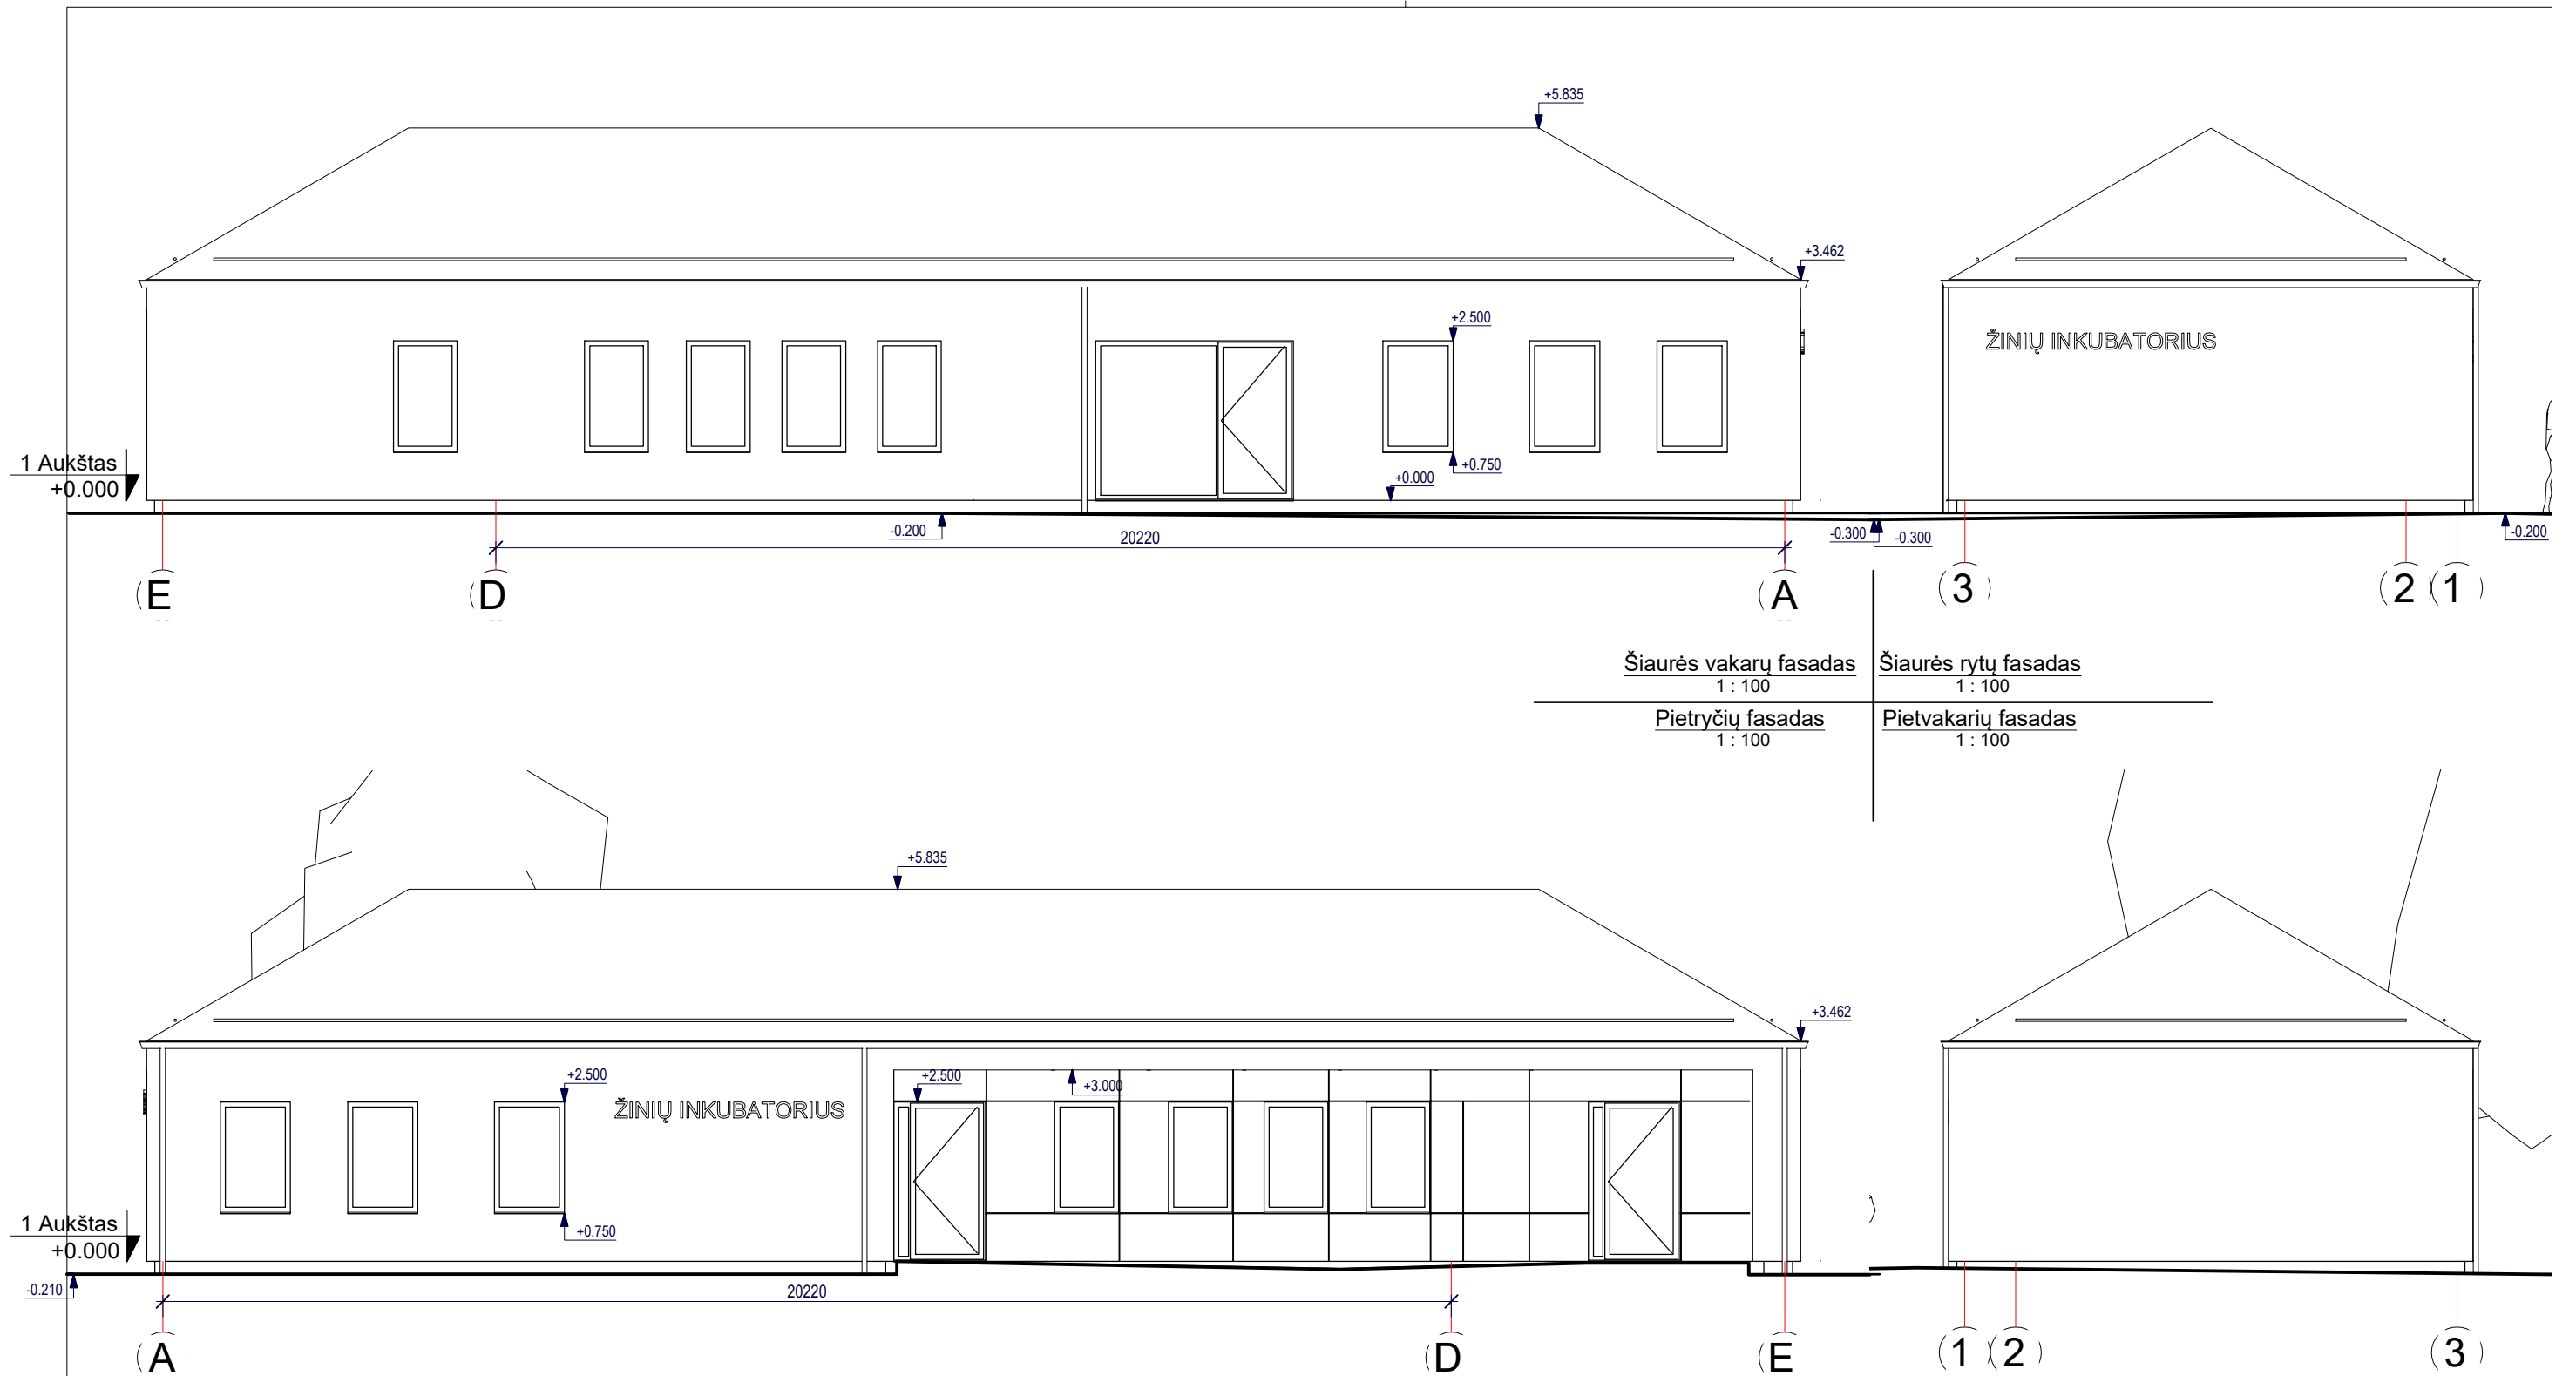 +5.835
+3.462
ŽINIŲ INKUBATORIUS
+2.500
1 Aukštas
+0.000
+0.750
+0.000
-0.200
20220
-0.300
-0.300
-0.200
E
D
A
3
2
1
Šiaurės vakarų fasadas
1 : 100
Šiaurės rytų fasadas
1 : 100
Pietryčių fasadas
1 : 100
Pietvakarių fasadas
1 : 100
+5.835
+3.462
+2.500
ŽINIŲ INKUBATORIUS
+2.500
+3.000
1 Aukštas
+0.000
+0.750
-0.210
20220
A
D
E
1
2
3